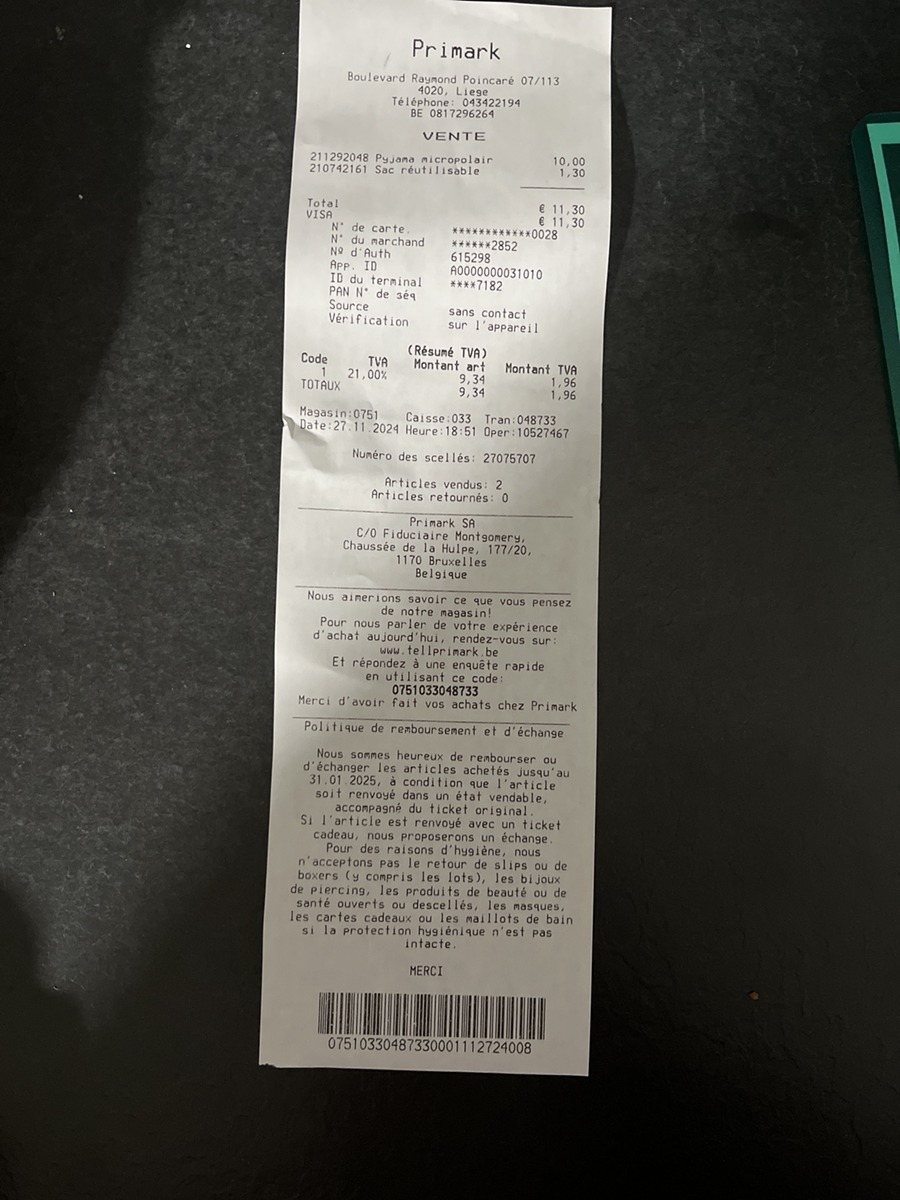 Primark
Boulevard Raymond Poincaré 07/113
4020, Liege
Téléphone: 043422194
BE 0817296264
VENTE
211292048 Pyjama micropolair 10,00
210742161 Sac réutilisable 1,30
Total € 11,30
VISA € 11,30
N° de carte. ************0028
N° du marchand ******2852
Nº d'Auth 615298
App. ID A0000000031010
ID du terminal ****7182
PAN N° de séq
Source sans contact
Vérification sur l'appareil
(Résumé TVA)
Code TVA Montant art Montant TVA
1 21,00% 9,34 1,96
TOTAUX 9,34 1,96
Magasin:0751 Caisse:033 Tran:048733
Date:27.11.2024 Heure:18:51 Oper:10527467
Numéro des scellés: 27075707
Articles vendus: 2
Articles retournés: 0
Primark SA
C/O Fiduciaire Montgomery,
Chaussée de la Hulpe, 177/20,
1170 Bruxelles
Belgique
Nous aimerions savoir ce que vous pensez
de notre magasin!
Pour nous parler de votre expérience
d'achat aujourd'hui, rendez-vous sur:
www.tellprimark.be
Et répondez à une enquête rapide
en utilisant ce code:
0751033048733
Merci d'avoir fait vos achats chez Primark
Politique de remboursement et d'échange
Nous sommes heureux de rembourser ou
d'échanger les articles achetés jusqu'au
31.01.2025, à condition que l'article
soit renvoyé dans un état vendable,
accompagné du ticket original.
Si l'article est renvoyé avec un ticket
cadeau, nous proposerons un échange.
Pour des raisons d'hygiène, nous
n'acceptons pas le retour de slips ou de
boxers (y compris les lots), les bijoux
de piercing, les produits de beauté ou de
santé ouverts ou descellés, les masques,
les cartes cadeaux ou les maillots de bain
si la protection hygiénique n'est pas
intacte.
MERCI
07510330487330001112724008